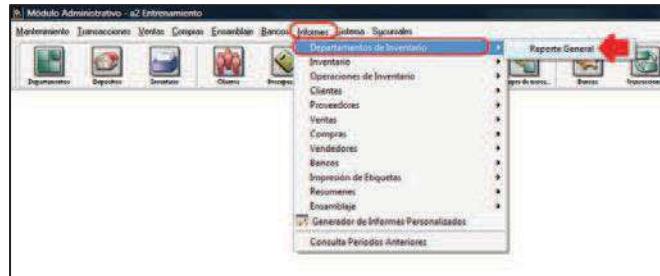 Módulo Administrativo - a2 Entrenamiento
Mantenimiento Transacciones Ventas Compras Ensamblaje Bancos Informes Sistema Sucursales
Departamentos Depositos Inventario Clientes Bancos Transacciones
Departamentos de Inventario
Reporte General
Inventario
Operaciones de Inventario
Clientes
Proveedores
Ventas
Compras
Vendedores
Bancos
Impresión de Etiquetas
Resumenes
Ensamblaje
Generador de Informes Personalizados
Consulta Periodos Anteriores